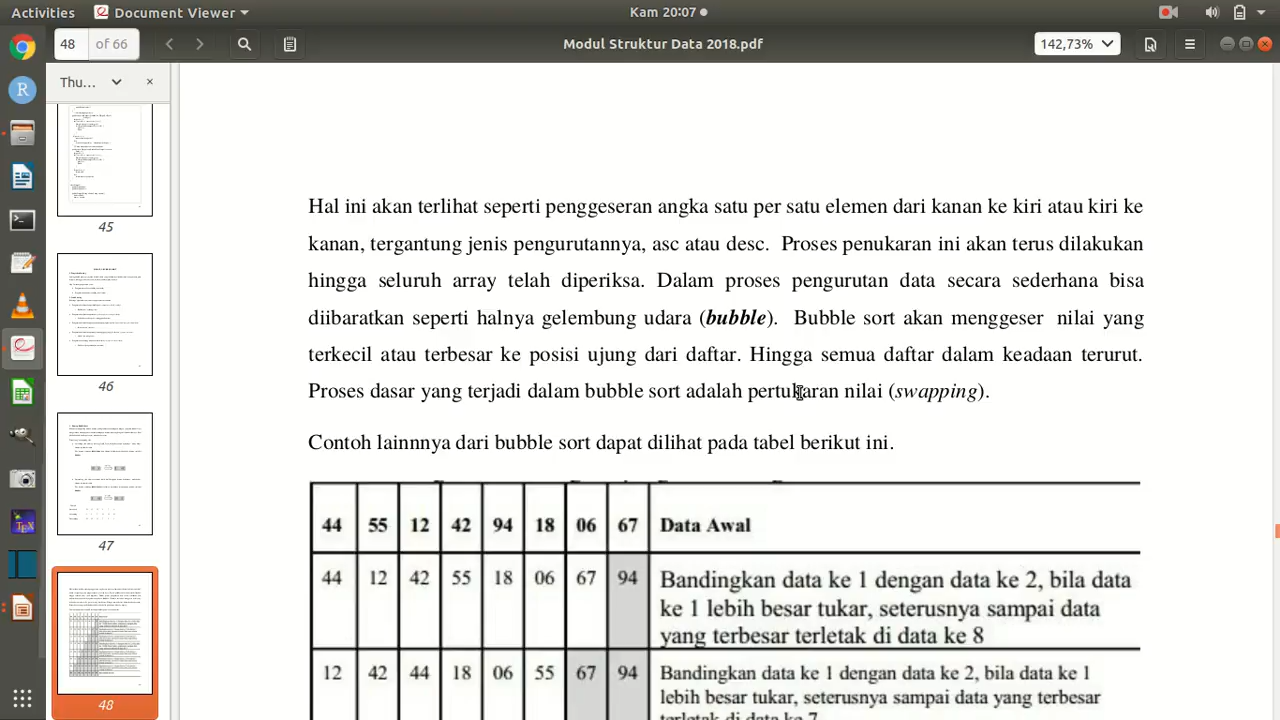 Activities Document Viewer Kam 20:07
48 of 66 Modul Struktur Data 2018.pdf 142,73%
Thu...
45
46
47
48
Hal ini akan terlihat seperti penggeseran angka satu per satu elemen dari kanan ke kiri atau kiri ke
kanan, tergantung jenis pengurutannya, asc atau desc. Proses penukaran ini akan terus dilakukan
hingga seluruh array telah diperiksa. Dalam proses pengurutan data secara sederhana bisa
diibaratkan seperti halnya gelembung udara (bubble). Bubble sort akan menggeser nilai yang
terkecil atau terbesar ke posisi ujung dari daftar. Hingga semua daftar dalam keadaan terurut.
Proses dasar yang terjadi dalam bubble sort adalah pertukaran nilai (swapping).
Contoh lainnya dari bubble sort dapat dilihat pada tabel berikut ini.
44 55 12 42 94 18 06 67 Data Awal
44 12 42 55 18 06 67 94 Bandingkan data ke 1 dengan data ke 2, bila data
ke 1 lebih besar tukar, seterusnya sampai data
yang terbesar terletak di data ke 8
12 42 44 18 06 55 67 94 Bandingkan data ke 1 dengan data ke 2, bila data ke 1
lebih besar tukar, seterusnya sampai data yang terbesar
terletak di data ke 7